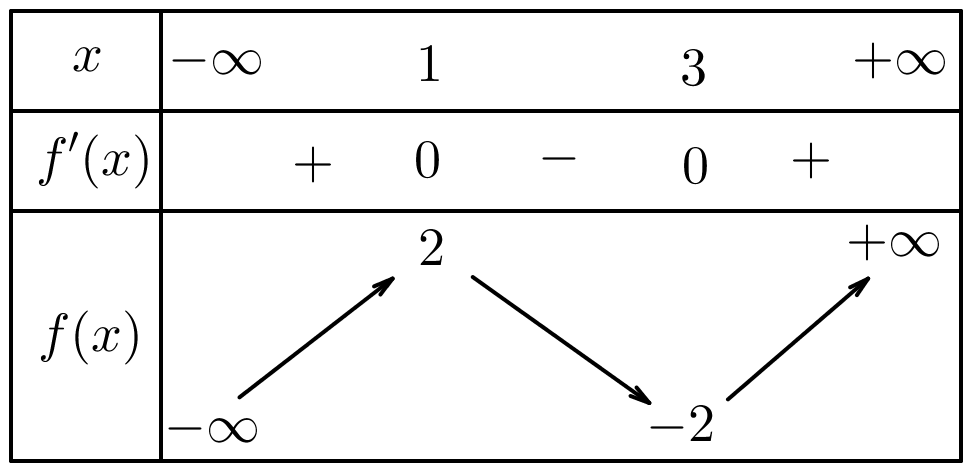 x −∞ 1 3 +∞
f′(x) + 0 − 0 +
2 +∞
f(x)
−∞ −2